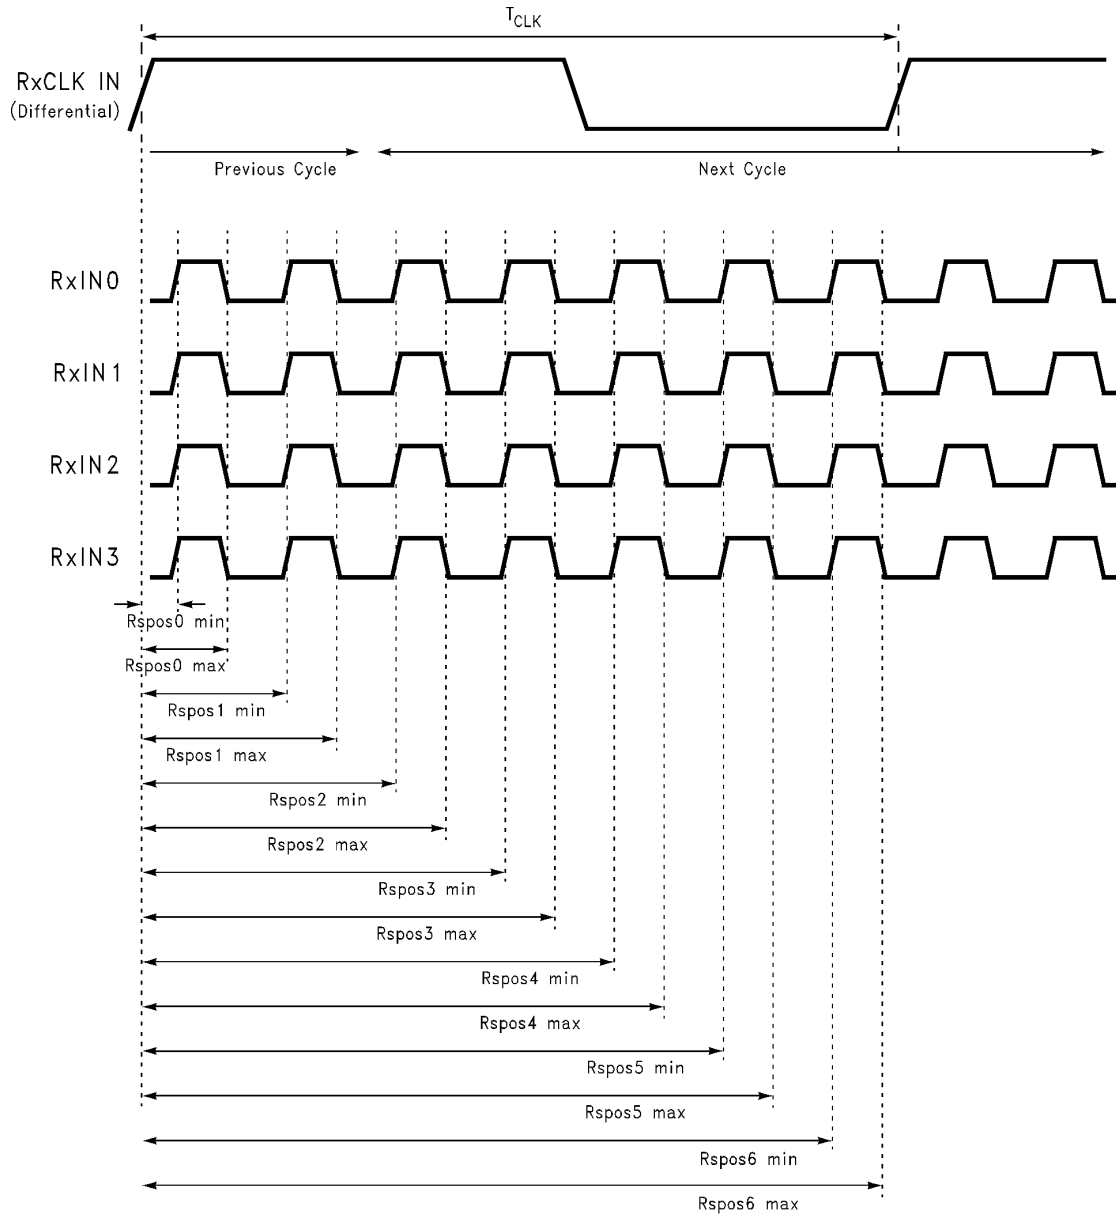 T_CLK
RxCLK IN
(Differential)
Previous Cycle
Next Cycle
RxIN0
RxIN1
RxIN2
RxIN3
Rspos0 min
Rspos0 max
Rspos1 min
Rspos1 max
Rspos2 min
Rspos2 max
Rspos3 min
Rspos3 max
Rspos4 min
Rspos4 max
Rspos5 min
Rspos5 max
Rspos6 min
Rspos6 max